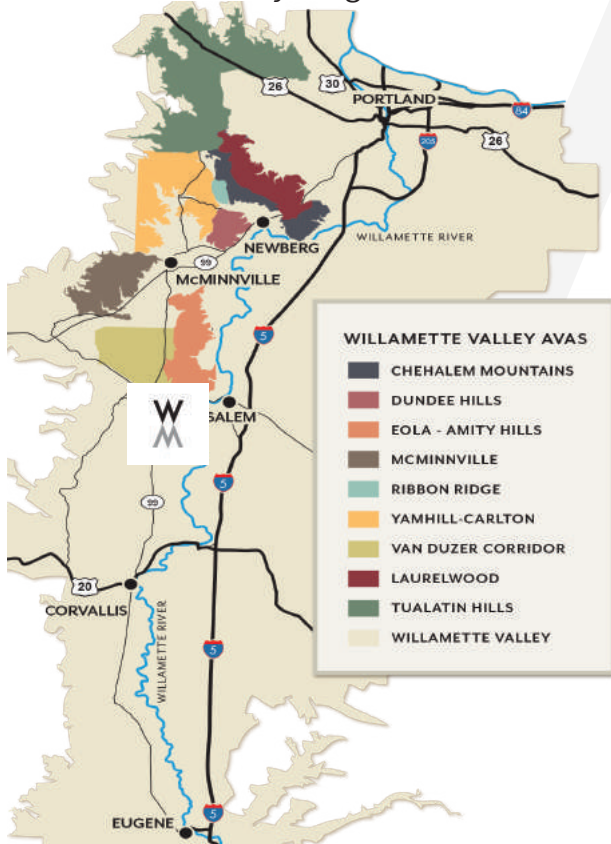 26
30
PORTLAND
84
205
26
NEWBERG
WILLAMETTE RIVER
99
McMINNVILLE
5
WILLAMETTE VALLEY AVAS
CHEHALEM MOUNTAINS
DUNDEE HILLS
EOLA - AMITY HILLS
MCMINNVILLE
RIBBON RIDGE
YAMHILL-CARLTON
VAN DUZER CORRIDOR
LAURELWOOD
TUALATIN HILLS
WILLAMETTE VALLEY
W
M
SALEM
99
5
20
CORVALLIS
WILLAMETTE RIVER
5
EUGENE
5